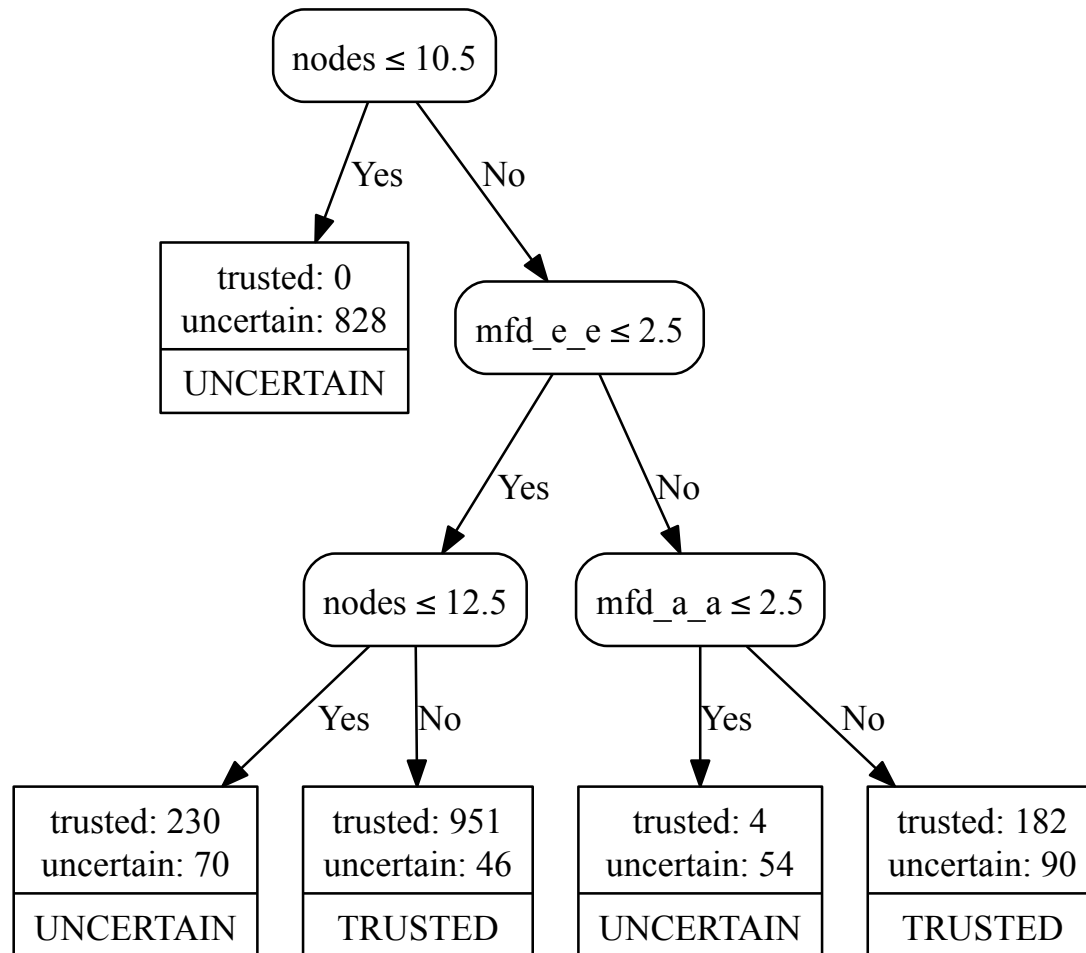 nodes ≤ 10.5
Yes
No
trusted: 0
uncertain: 828
UNCERTAIN
mfd_e_e ≤ 2.5
Yes
No
nodes ≤ 12.5
mfd_a_a ≤ 2.5
Yes
No
Yes
No
trusted: 230
uncertain: 70
UNCERTAIN
trusted: 951
uncertain: 46
TRUSTED
trusted: 4
uncertain: 54
UNCERTAIN
trusted: 182
uncertain: 90
TRUSTED